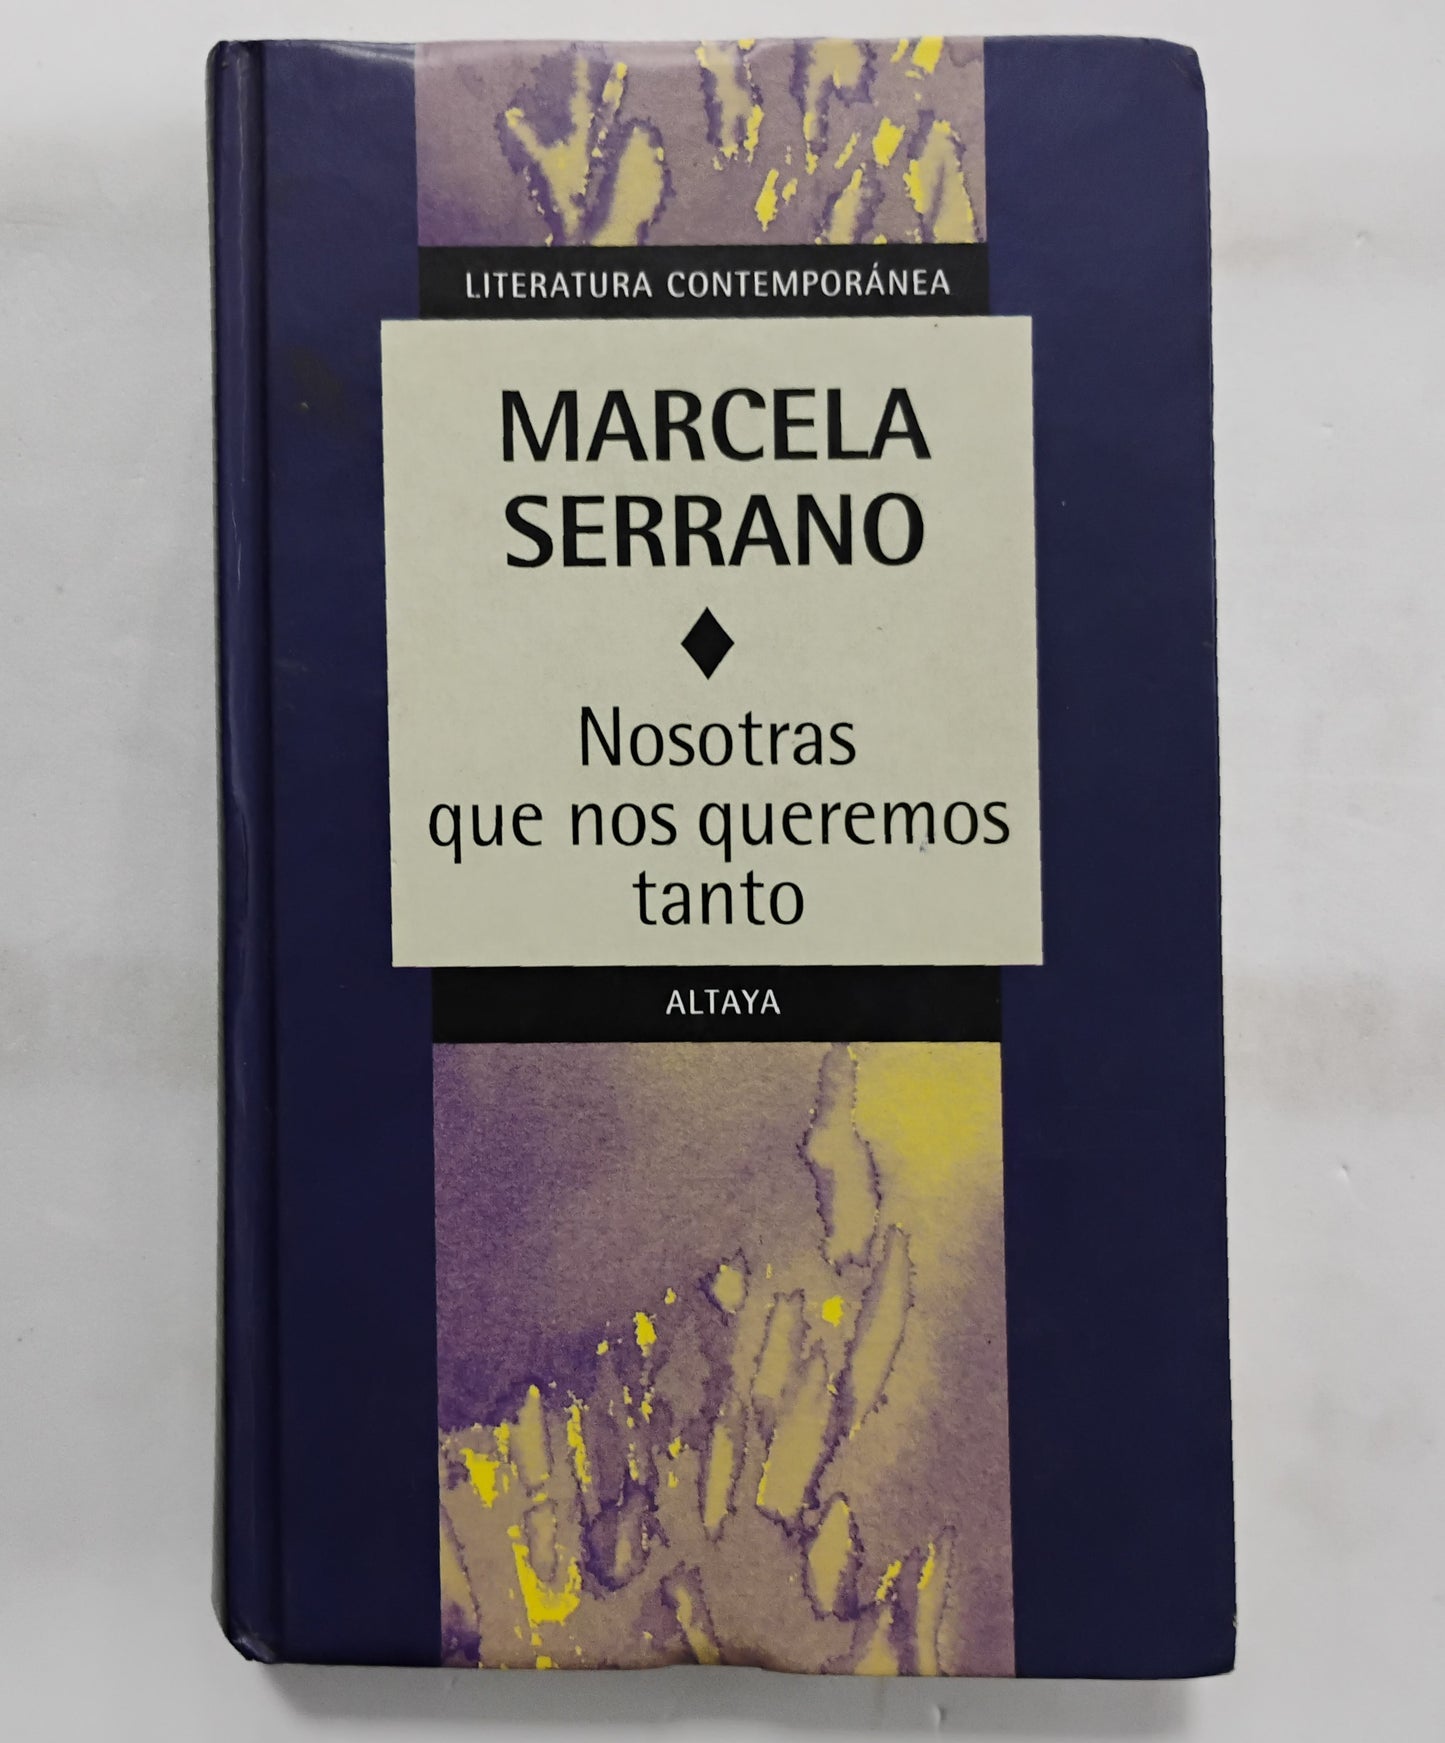 LITERATURA CONTEMPORÁNEA
MARCELA
SERRANO
Nosotras
que nos queremos
tanto
ALTAYA